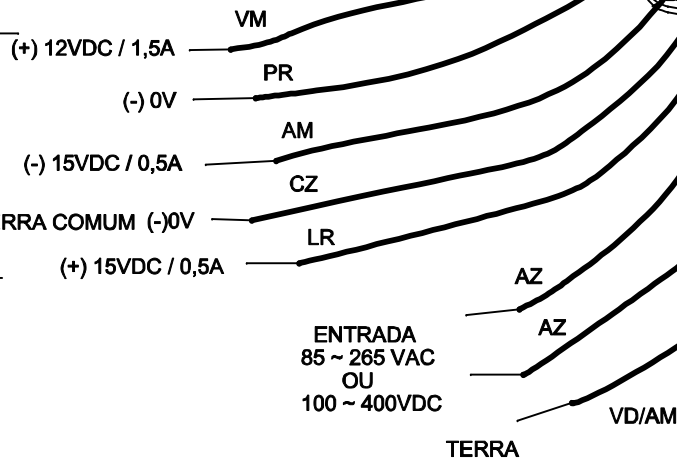 VM
(+) 12VDC / 1,5A
PR
(-) 0V
AM
(-) 15VDC / 0,5A
CZ
RRA COMUM (-)0V
LR
(+) 15VDC / 0,5A
AZ
AZ
ENTRADA
85 ~ 265 VAC
OU
100 ~ 400VDC
VD/AM
TERRA